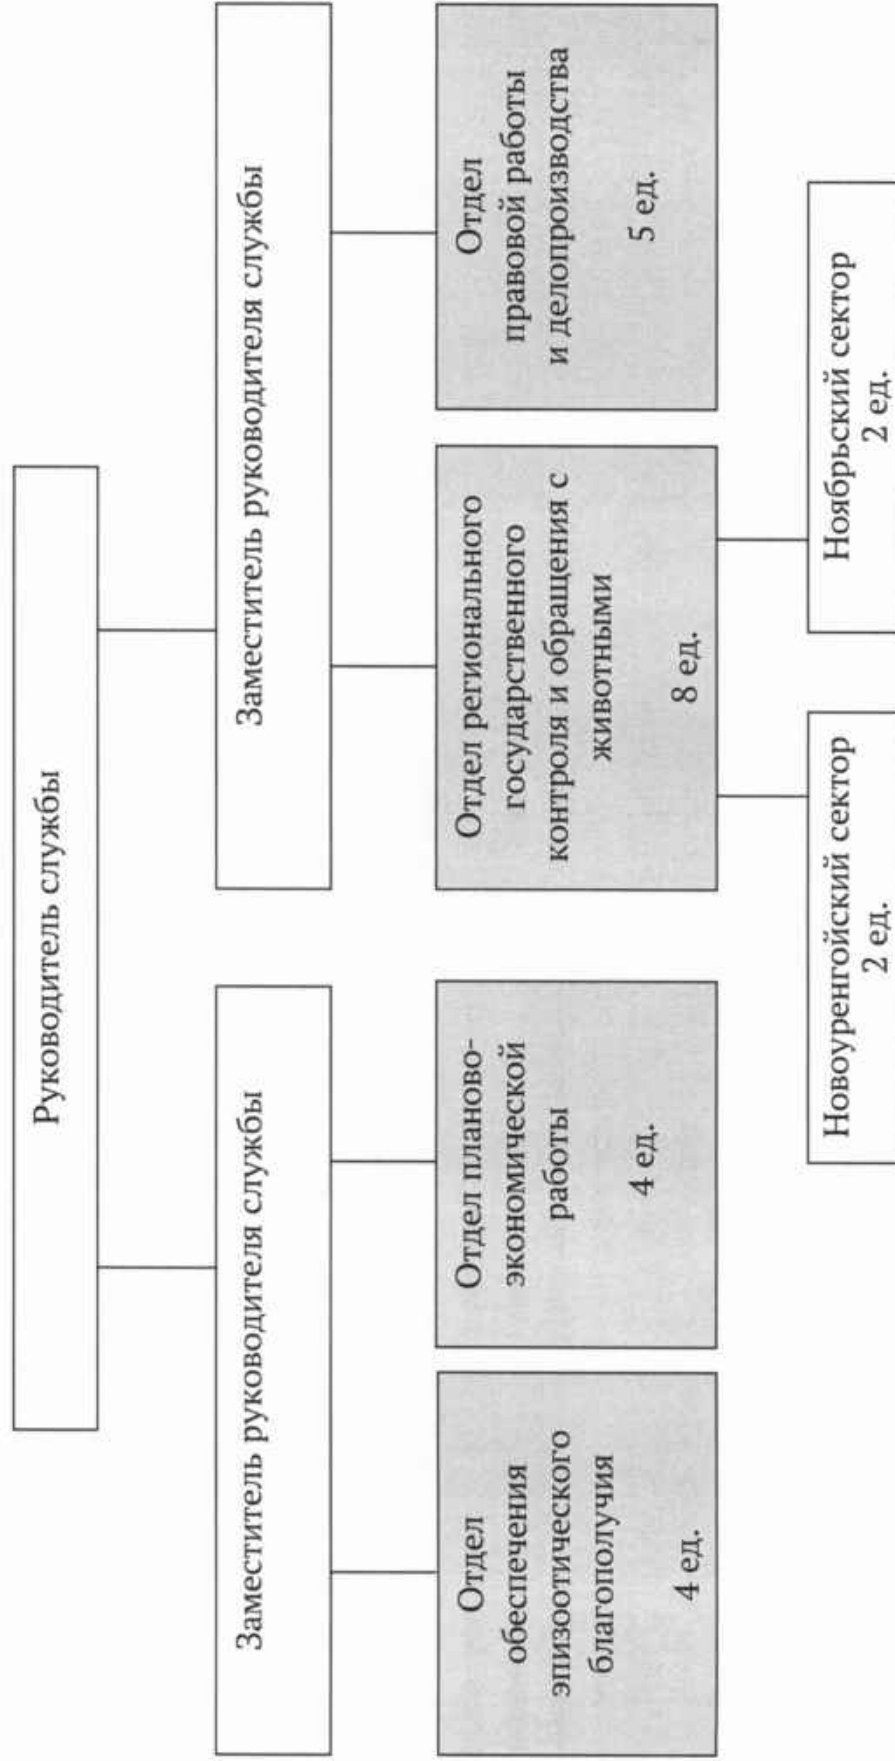 Руководитель службы
Заместитель руководителя службы
Заместитель руководителя службы
Отдел
обеспечения
эпизоотического
благополучия
4 ед.
Отдел планово-
экономической
работы
4 ед.
Отдел регионального
государственного
контроля и обращения с
животными
8 ед.
Отдел
правовой работы
и делопроизводства
5 ед.
Новоуренгойский сектор
2 ед.
Ноябрьский сектор
2 ед.